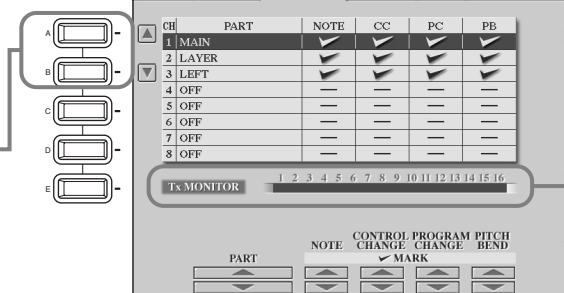 CH PART NOTE CC PC PB
A
1 MAIN
2 LAYER
B
3 LEFT
4 OFF
5 OFF
C
6 OFF
7 OFF
D
8 OFF
E
Tx MONITOR 1 2 3 4 5 6 7 8 9 10 11 12 13 14 15 16
CONTROL PROGRAM PITCH
NOTE CHANGE CHANGE BEND
PART MARK